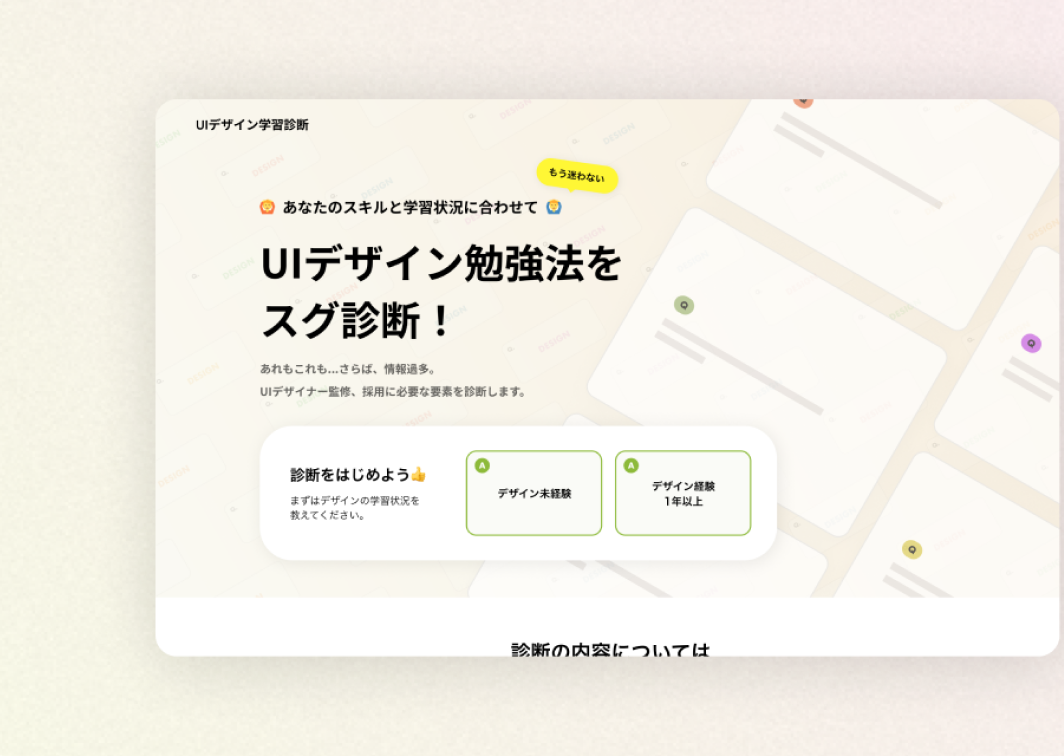 UIデザイン学習診断
もう迷わない
あなたのスキルと学習状況に合わせて
UIデザイン勉強法を
スグ診断！
あれもこれも...さらば、情報過多。
UIデザイナー監修、採用に必要な要素を診断します。
診断をはじめよう👍
まずはデザインの学習状況を
教えてください。
A
デザイン未経験
A
デザイン経験
1年以上
Q
Q
Q
DESIGN
DESIGN
DESIGN
DESIGN
診断の内容については